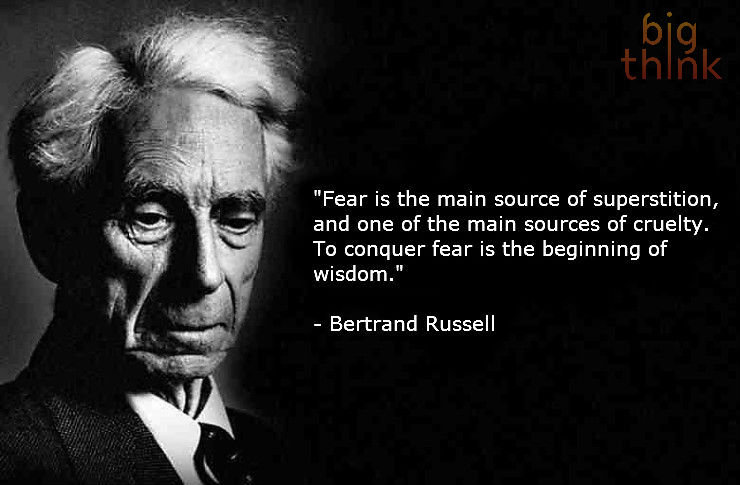 big
think
"Fear is the main source of superstition,
and one of the main sources of cruelty.
To conquer fear is the beginning of
wisdom."
- Bertrand Russell